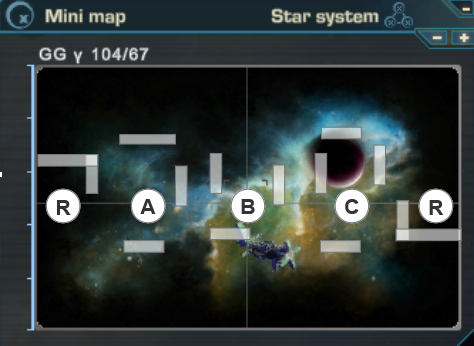 Mini map Star system
GG γ 104/67
R A B C R